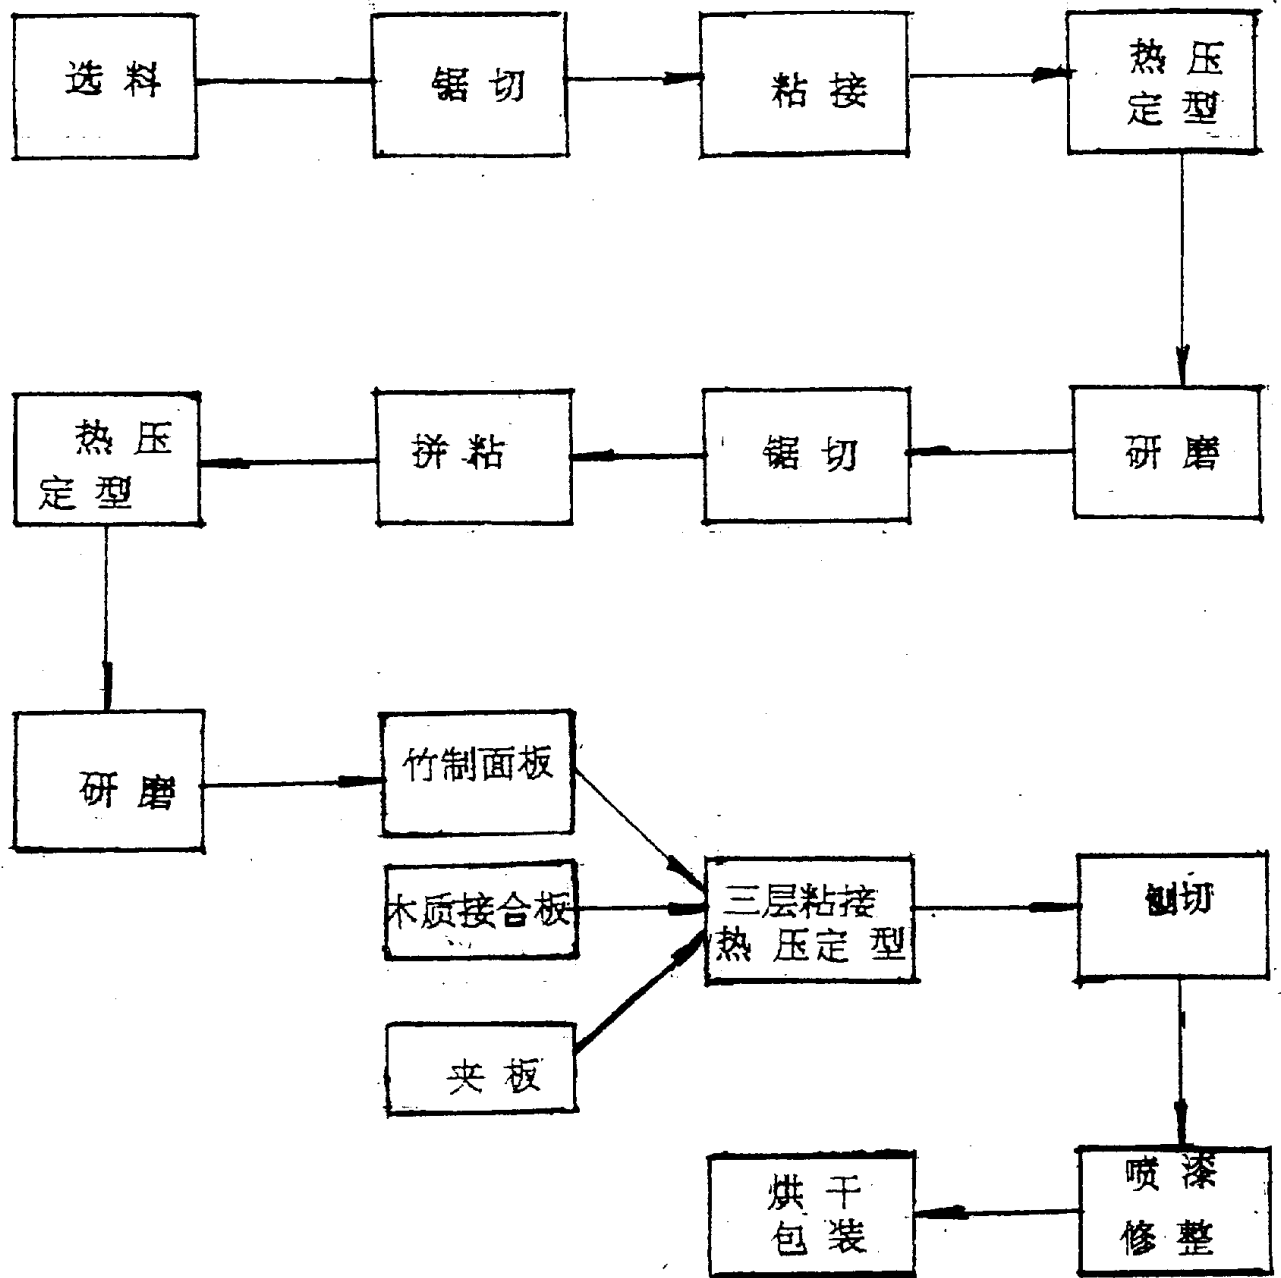 选料
锯切
粘接
热压
定型
热压
定型
拼粘
锯切
研磨
研磨
竹制面板
木质接合板
夹板
三层粘接
热压定型
刨切
喷漆
修整
烘干
包装